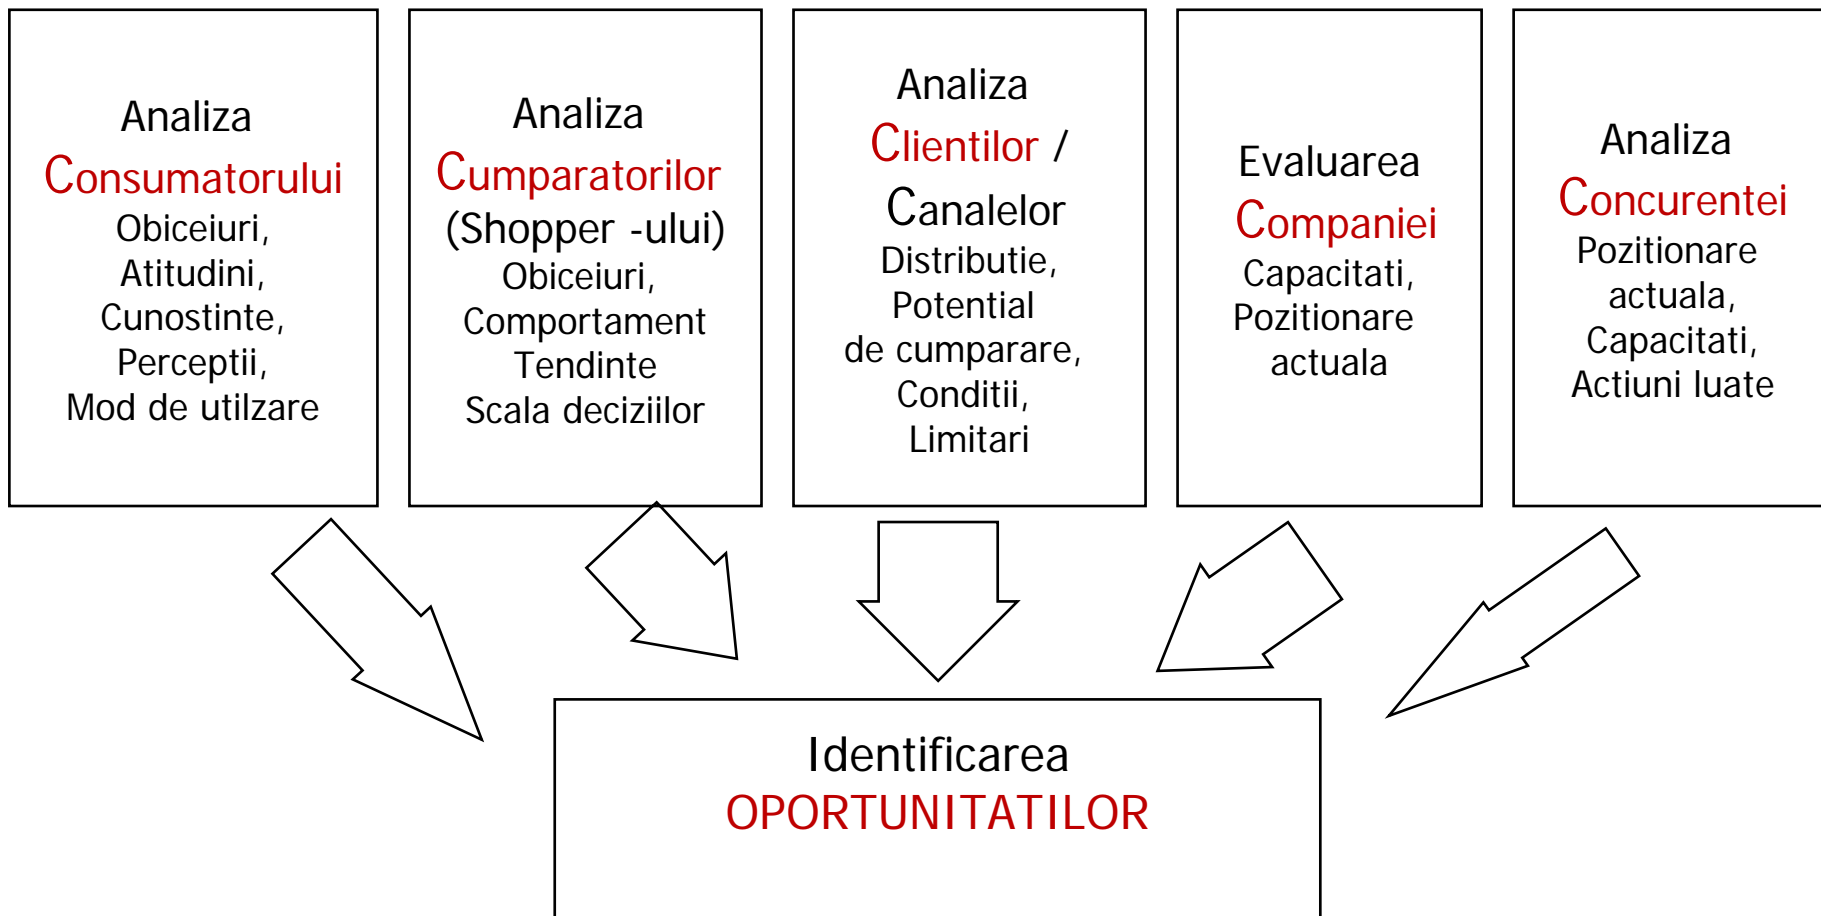 Analiza
Consumatorului
Obiceiuri,
Atitudini,
Cunostinte,
Perceptii,
Mod de utilzare
Analiza
Cumparatorilor
(Shopper -ului)
Obiceiuri,
Comportament
Tendinte
Scala deciziilor
Analiza
Clientilor /
Canalelor
Distributie,
Potential
de cumparare,
Conditii,
Limitari
Evaluarea
Companiei
Capacitati,
Pozitionare
actuala
Analiza
Concurentei
Pozitionare
actuala,
Capacitati,
Actiuni luate
Identificarea
OPORTUNITATILOR